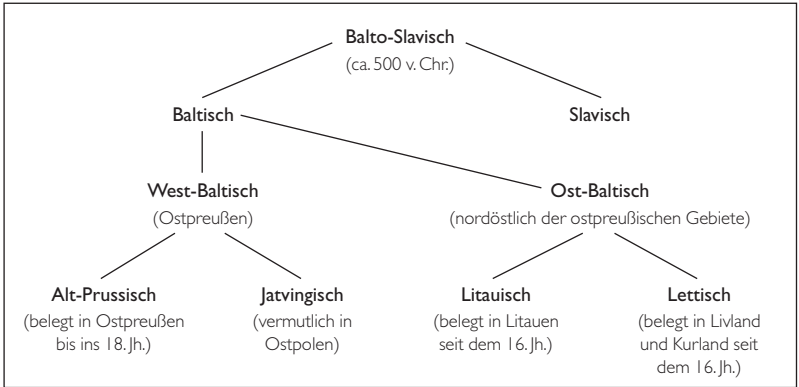 Balto-Slavisch
(ca. 500 v. Chr.)
Baltisch
Slavisch
West-Baltisch
(Ostpreußen)
Ost-Baltisch
(nordöstlich der ostpreußischen Gebiete)
Alt-Prussisch
(belegt in Ostpreußen
bis ins 18. Jh.)
Jatvingisch
(vermutlich in
Ostpolen)
Litauisch
(belegt in Litauen
seit dem 16. Jh.)
Lettisch
(belegt in Livland
und Kurland seit
dem 16. Jh.)